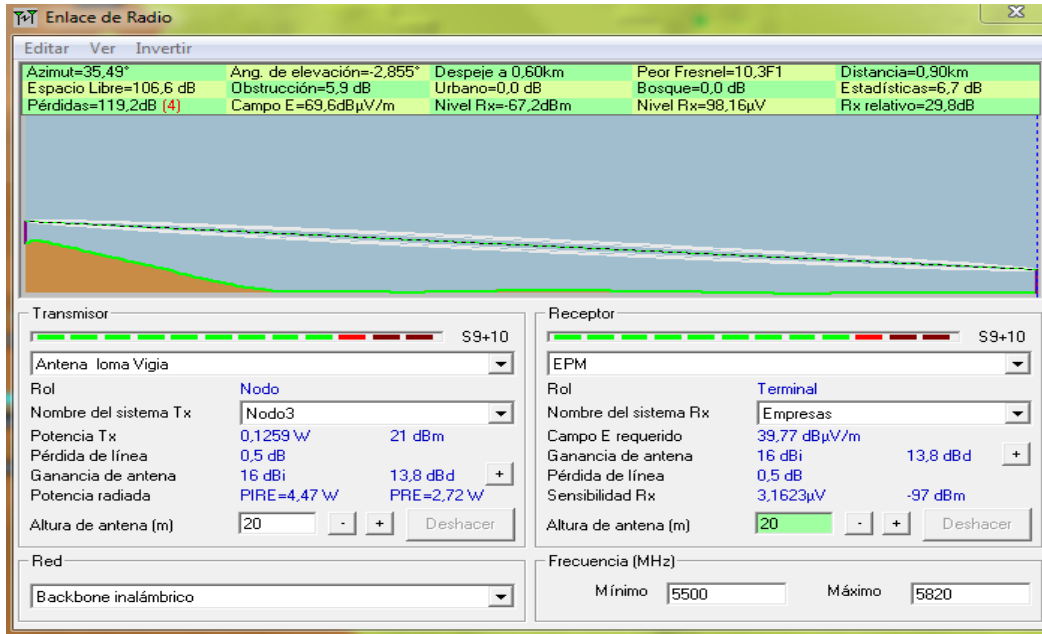 Enlace de Radio
Editar Ver Invertir
Azimut=35,49° Ang. de elevación=-2,855° Despeje a 0,60km Peor Fresnel=10,3F1 Distancia=0,90km
Espacio Libre=106,6 dB Obstrucción=5,9 dB Urbano=0,0 dB Bosque=0,0 dB Estadísticas=6,7 dB
Pérdidas=119,2dB (4) Campo E=69,6dBµV/m Nivel Rx=-67,2dBm Nivel Rx=98,16µV Rx relativo=29,8dB
Transmisor
S9+10
Antena loma Vigia
Rol Nodo
Nombre del sistema Tx Nodo3
Potencia Tx 0,1259 W 21 dBm
Pérdida de línea 0,5 dB
Ganancia de antena 16 dBi 13,8 dBd +
Potencia radiada PIRE=4,47 W PRE=2,72 W
Altura de antena (m) 20 - + Deshacer
Red
Backbone inalámbrico
Receptor
S9+10
EPM
Rol Terminal
Nombre del sistema Rx Empresas
Campo E requerido 39,77 dBµV/m
Ganancia de antena 16 dBi 13,8 dBd +
Pérdida de línea 0,5 dB
Sensibilidad Rx 3,1623µV -97 dBm
Altura de antena (m) 20 - + Deshacer
Frecuencia (MHz)
Mínimo 5500 Máximo 5820